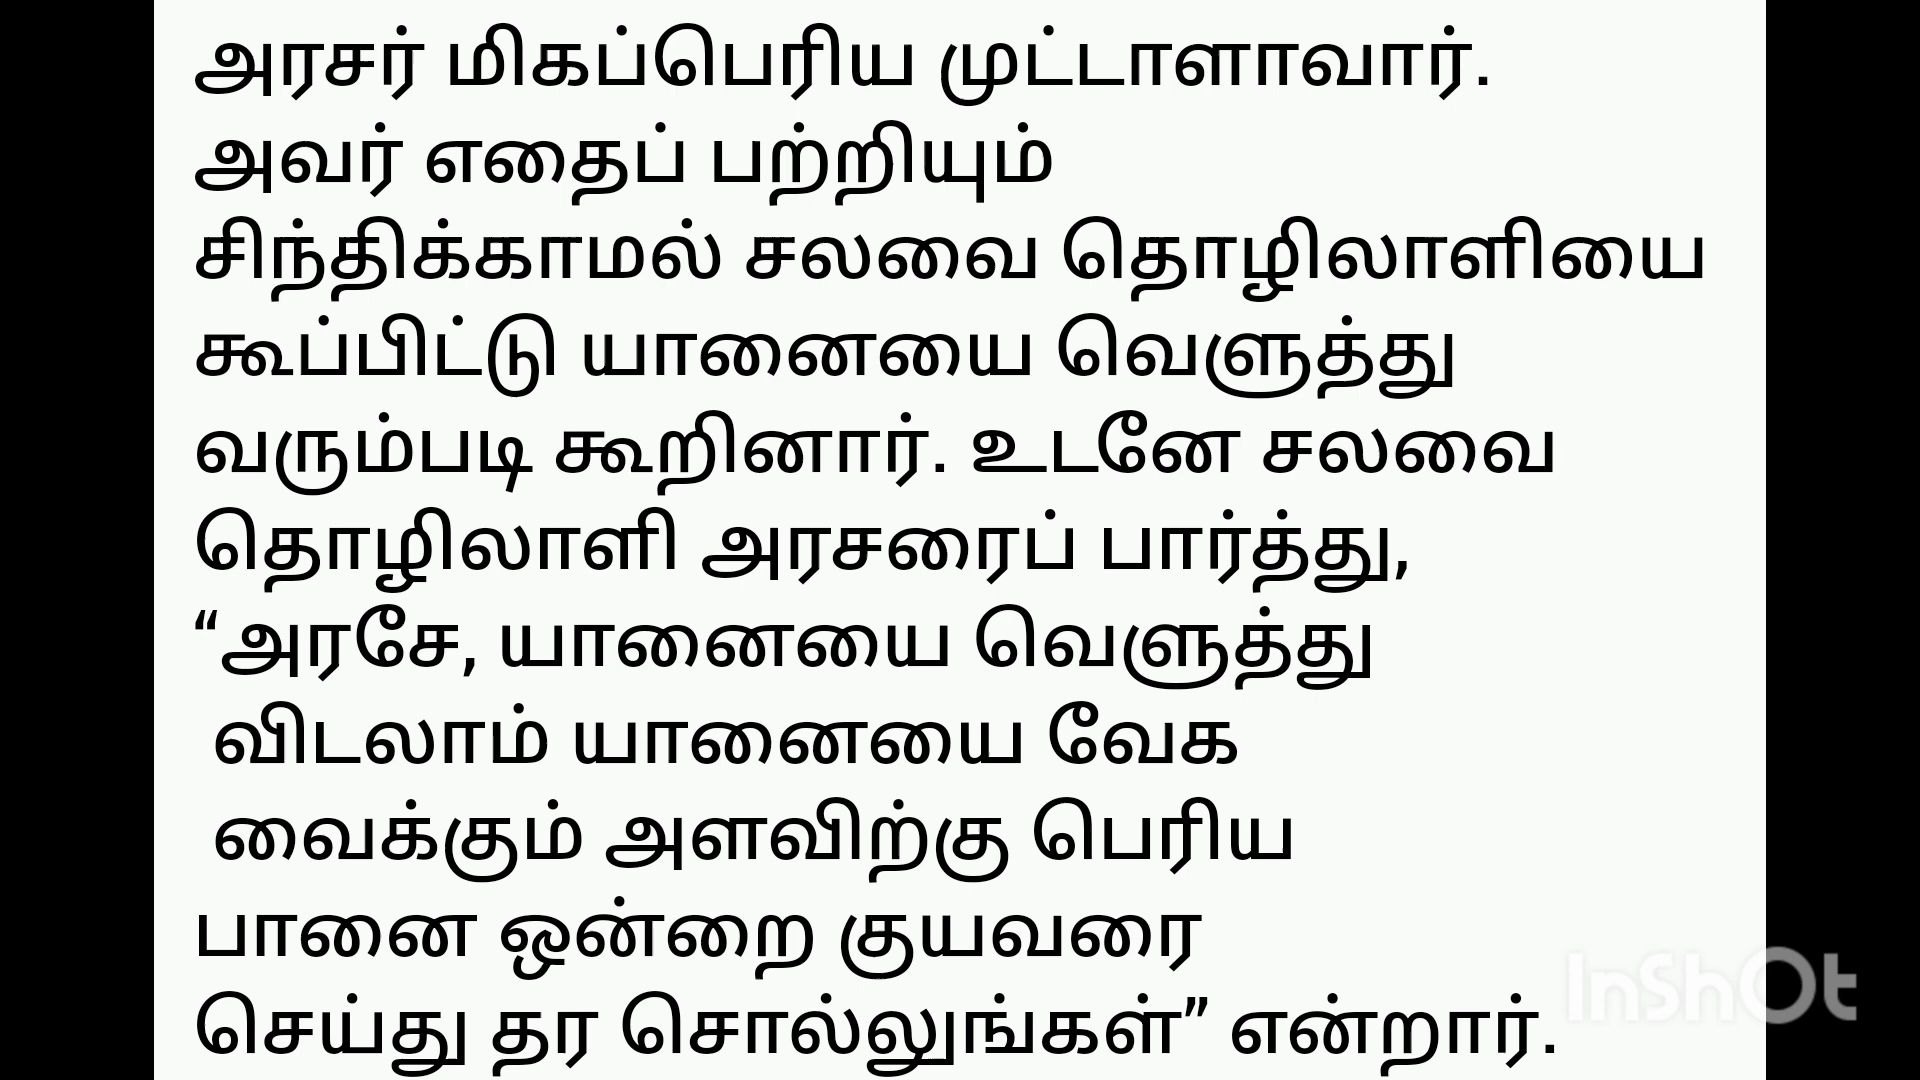 அரசர் மிகப்பெரிய முட்டாளாவார்.
அவர் எதைப் பற்றியும்
சிந்திக்காமல் சலவை தொழிலாளியை
கூப்பிட்டு யானையை வெளுத்து
வரும்படி கூறினார். உடனே சலவை
தொழிலாளி அரசரைப் பார்த்து,
“அரசே, யானையை வெளுத்து
விடலாம் யானையை வேக
வைக்கும் அளவிற்கு பெரிய
பானை ஒன்றை குயவரை
செய்து தர சொல்லுங்கள்” என்றார்.
InShOt